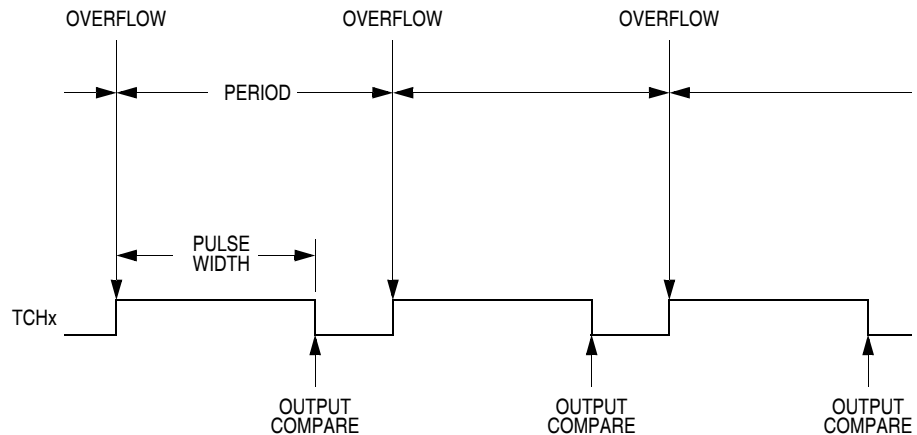 OVERFLOW
OVERFLOW
OVERFLOW
PERIOD
PULSE
WIDTH
TCHx
OUTPUT
COMPARE
OUTPUT
COMPARE
OUTPUT
COMPARE